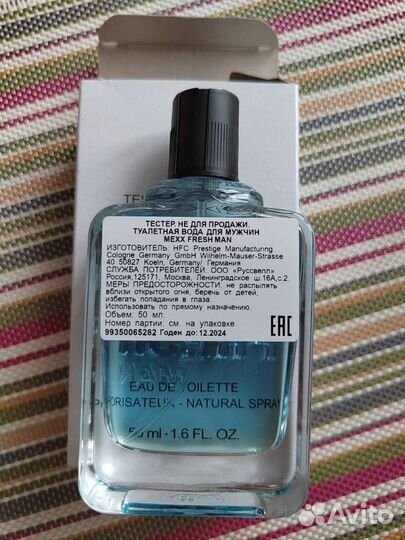 TE
ТЕСТЕР. НЕ ДЛЯ ПРОДАЖИ.
ТУАЛЕТНАЯ ВОДА ДЛЯ МУЖЧИН
MEXX FRESH MAN
ИЗГОТОВИТЕЛЬ: HFC Prestige Manufacturing
Cologne Germany GmbH Wilhelm-Mauser-Strasse
40 50827 Koeln, Germany/ Германия
СЛУЖБА ПОТРЕБИТЕЛЕЙ: ООО «Руссвелл»
Россия,125171, Москва, Ленинградское ш.16А,с.2.
МЕРЫ ПРЕДОСТОРОЖНОСТИ: не распылять
вблизи открытого огня, беречь от детей,
избегать попадания в глаза.
Использовать по прямому назначению.
Объем: 50 мл.
Номер партии: см. на упаковке
99350065282 Годен до:12.2024
EAC
MAN
EAU DE TOILETTE
VAPORISATEUR - NATURAL SPRAY
50 ml · 1.6 FL. OZ.
Avito